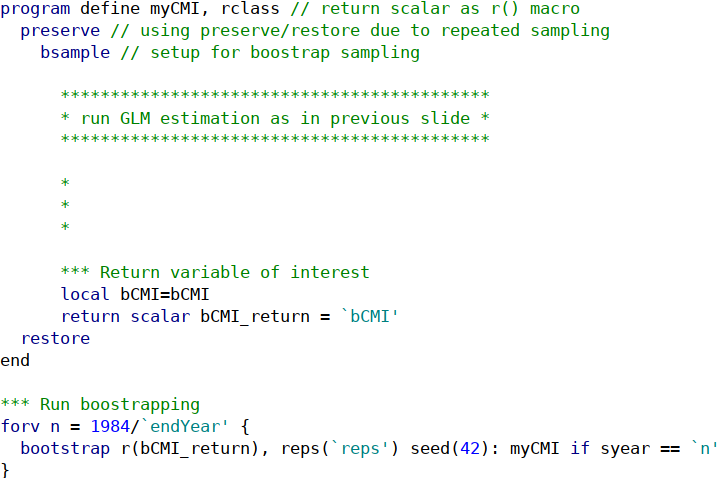 program define myCMI, rclass // return scalar as r() macro
preserve // using preserve/restore due to repeated sampling
bsample // setup for boostrap sampling
*******************************************
* run GLM estimation as in previous slide *
*******************************************
*
*
*
*** Return variable of interest
local bCMI=bCMI
return scalar bCMI_return = `bCMI'
restore
end
*** Run boostrapping
forv n = 1984/`endYear' {
bootstrap r(bCMI_return), reps(`reps') seed(42): myCMI if syear == `n'
}